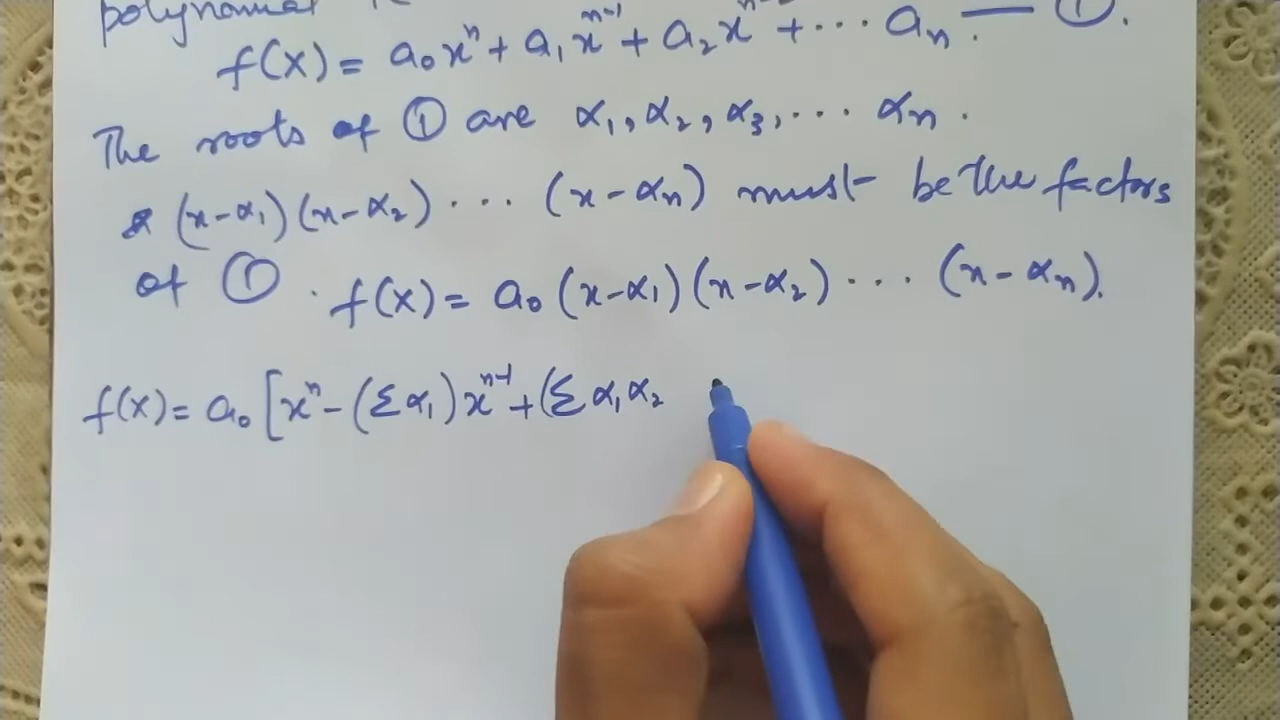 polynomial
f(x) = a₀xⁿ + a₁xⁿ⁻¹ + a₂xⁿ⁻ + ... aₙ. — ①.
The roots of ① are α₁, α₂, α₃, ... αₙ.
(x-α₁)(x-α₂) ... (x-αₙ) must be the factors
of ①. f(x) = a₀(x-α₁)(x-α₂) ... (x-αₙ).
f(x) = a₀[xⁿ - (Σα₁)xⁿ⁻¹ + (Σα₁α₂